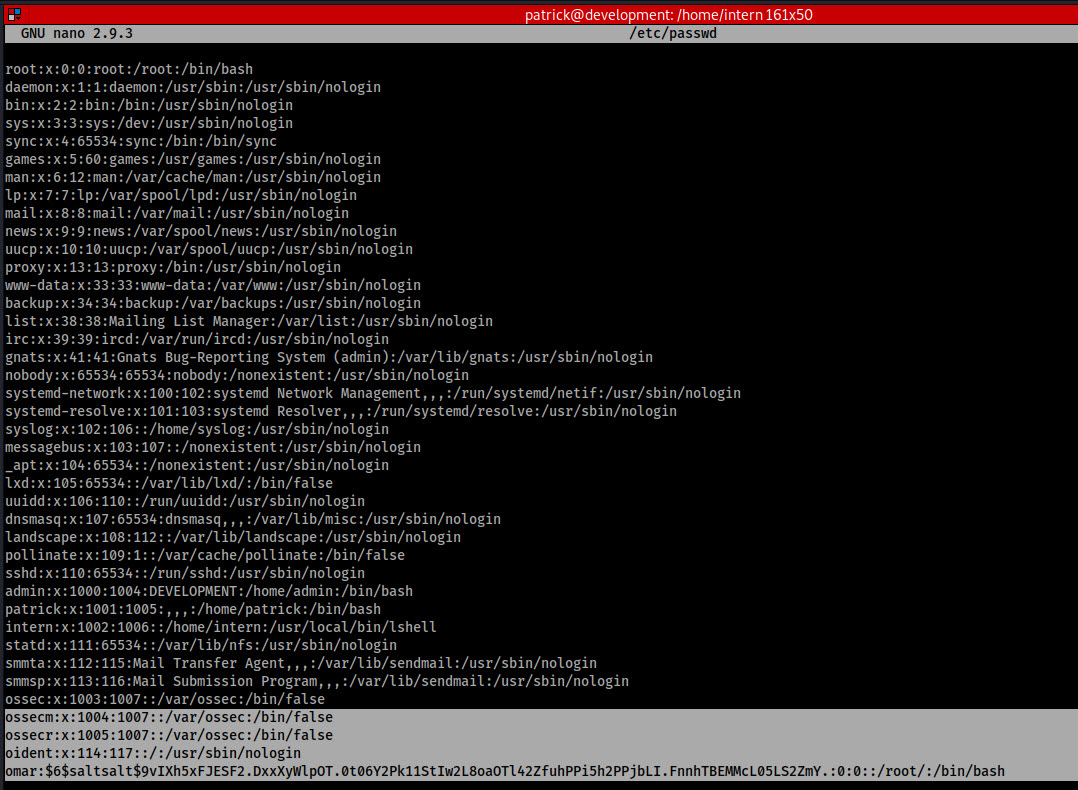 patrick@development: /home/intern 161x50
GNU nano 2.9.3 /etc/passwd
root:x:0:0:root:/root:/bin/bash
daemon:x:1:1:daemon:/usr/sbin:/usr/sbin/nologin
bin:x:2:2:bin:/bin:/usr/sbin/nologin
sys:x:3:3:sys:/dev:/usr/sbin/nologin
sync:x:4:65534:sync:/bin:/bin/sync
games:x:5:60:games:/usr/games:/usr/sbin/nologin
man:x:6:12:man:/var/cache/man:/usr/sbin/nologin
lp:x:7:7:lp:/var/spool/lpd:/usr/sbin/nologin
mail:x:8:8:mail:/var/mail:/usr/sbin/nologin
news:x:9:9:news:/var/spool/news:/usr/sbin/nologin
uucp:x:10:10:uucp:/var/spool/uucp:/usr/sbin/nologin
proxy:x:13:13:proxy:/bin:/usr/sbin/nologin
www-data:x:33:33:www-data:/var/www:/usr/sbin/nologin
backup:x:34:34:backup:/var/backups:/usr/sbin/nologin
list:x:38:38:Mailing List Manager:/var/list:/usr/sbin/nologin
irc:x:39:39:ircd:/var/run/ircd:/usr/sbin/nologin
gnats:x:41:41:Gnats Bug-Reporting System (admin):/var/lib/gnats:/usr/sbin/nologin
nobody:x:65534:65534:nobody:/nonexistent:/usr/sbin/nologin
systemd-network:x:100:102:systemd Network Management,,,:/run/systemd/netif:/usr/sbin/nologin
systemd-resolve:x:101:103:systemd Resolver,,,:/run/systemd/resolve:/usr/sbin/nologin
syslog:x:102:106::/home/syslog:/usr/sbin/nologin
messagebus:x:103:107::/nonexistent:/usr/sbin/nologin
_apt:x:104:65534::/nonexistent:/usr/sbin/nologin
lxd:x:105:65534::/var/lib/lxd/:/bin/false
uuidd:x:106:110::/run/uuidd:/usr/sbin/nologin
dnsmasq:x:107:65534:dnsmasq,,,:/var/lib/misc:/usr/sbin/nologin
landscape:x:108:112::/var/lib/landscape:/usr/sbin/nologin
pollinate:x:109:1::/var/cache/pollinate:/bin/false
sshd:x:110:65534::/run/sshd:/usr/sbin/nologin
admin:x:1000:1004:DEVELOPMENT:/home/admin:/bin/bash
patrick:x:1001:1005:,,,:/home/patrick:/bin/bash
intern:x:1002:1006::/home/intern:/usr/local/bin/lshell
statd:x:111:65534::/var/lib/nfs:/usr/sbin/nologin
smmta:x:112:115:Mail Transfer Agent,,,:/var/lib/sendmail:/usr/sbin/nologin
smmsp:x:113:116:Mail Submission Program,,,:/var/lib/sendmail:/usr/sbin/nologin
ossec:x:1003:1007::/var/ossec:/bin/false
ossecm:x:1004:1007::/var/ossec:/bin/false
ossecr:x:1005:1007::/var/ossec:/bin/false
oident:x:114:117::/:/usr/sbin/nologin
omar:$6$saltsalt$9vIXh5xFJESF2.DxxXyWlpOT.0t06Y2Pk11StIw2L8oaOTl42ZfuhPPi5h2PPjbLI.FnnhTBEMMcL05LS2ZmY.:0:0::/root/:/bin/bash